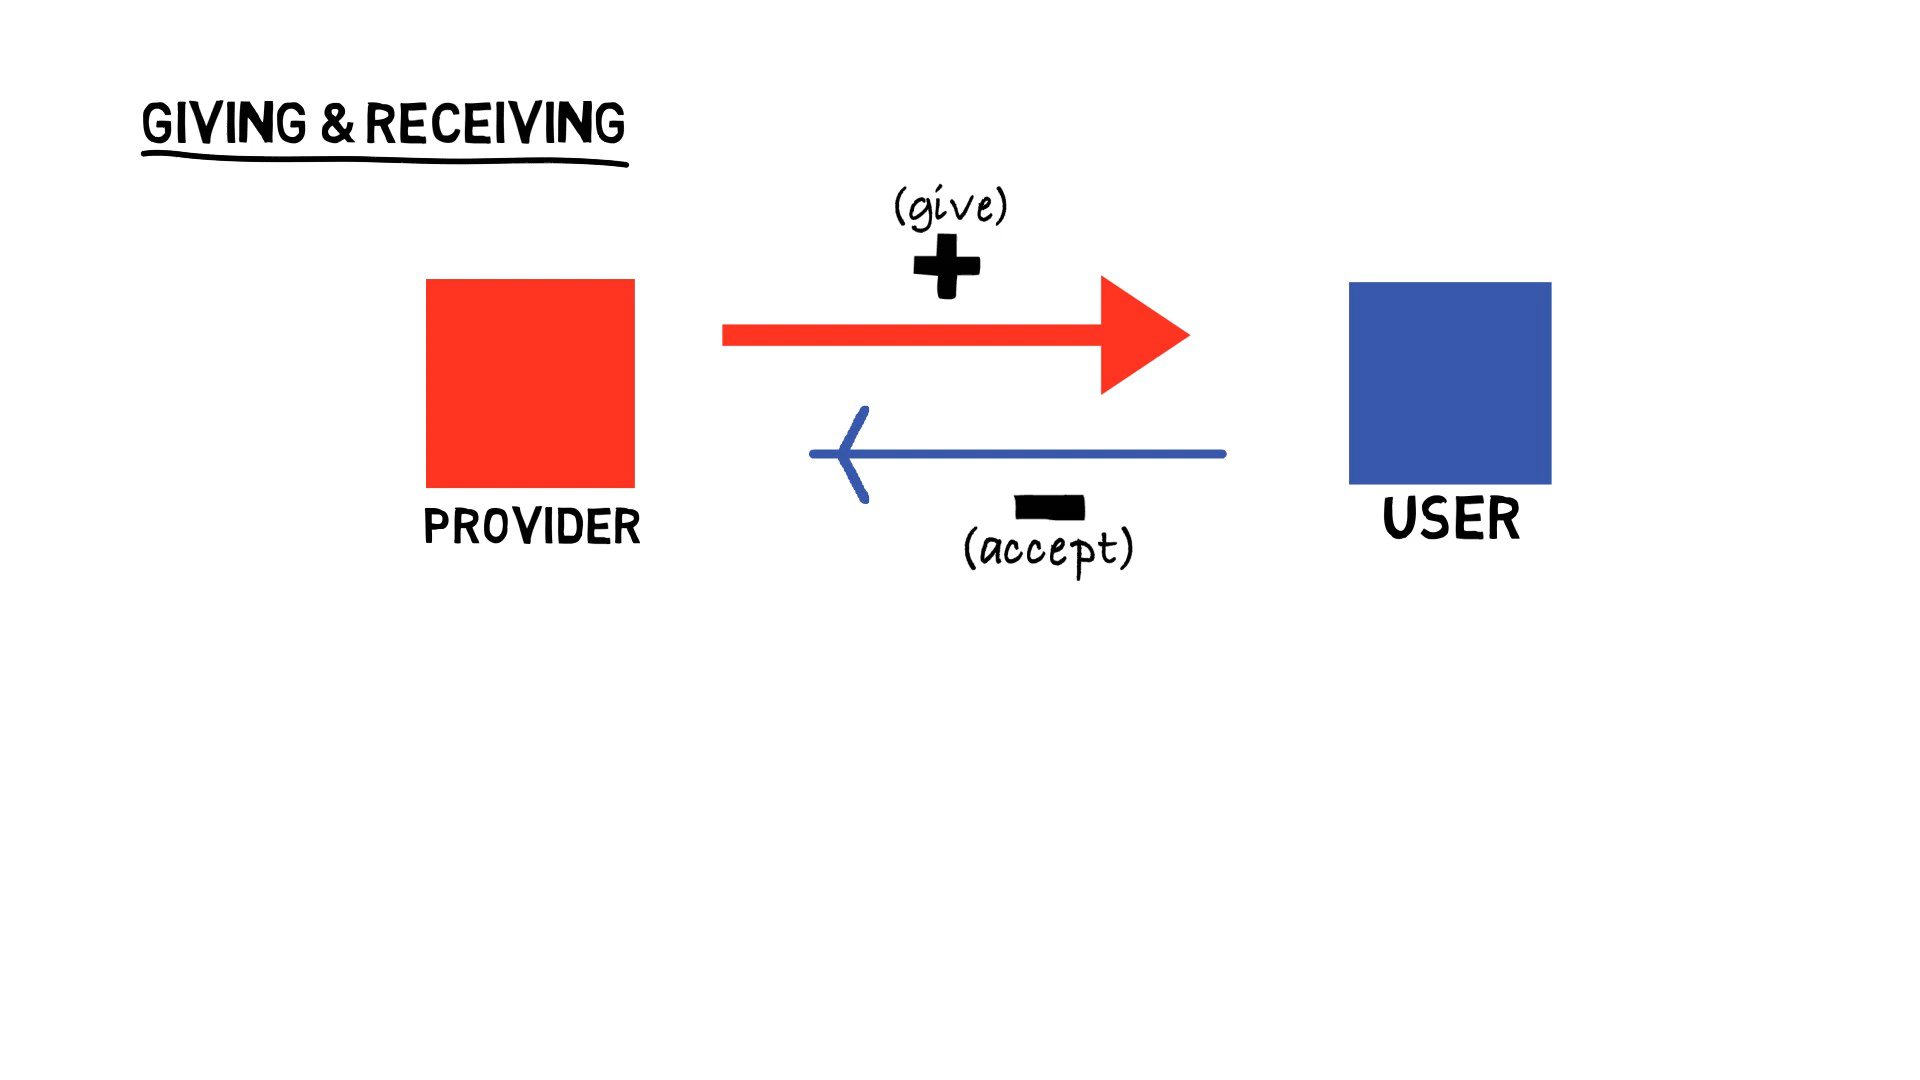 GIVING & RECEIVING
(give)
+
PROVIDER
USER
-
(accept)